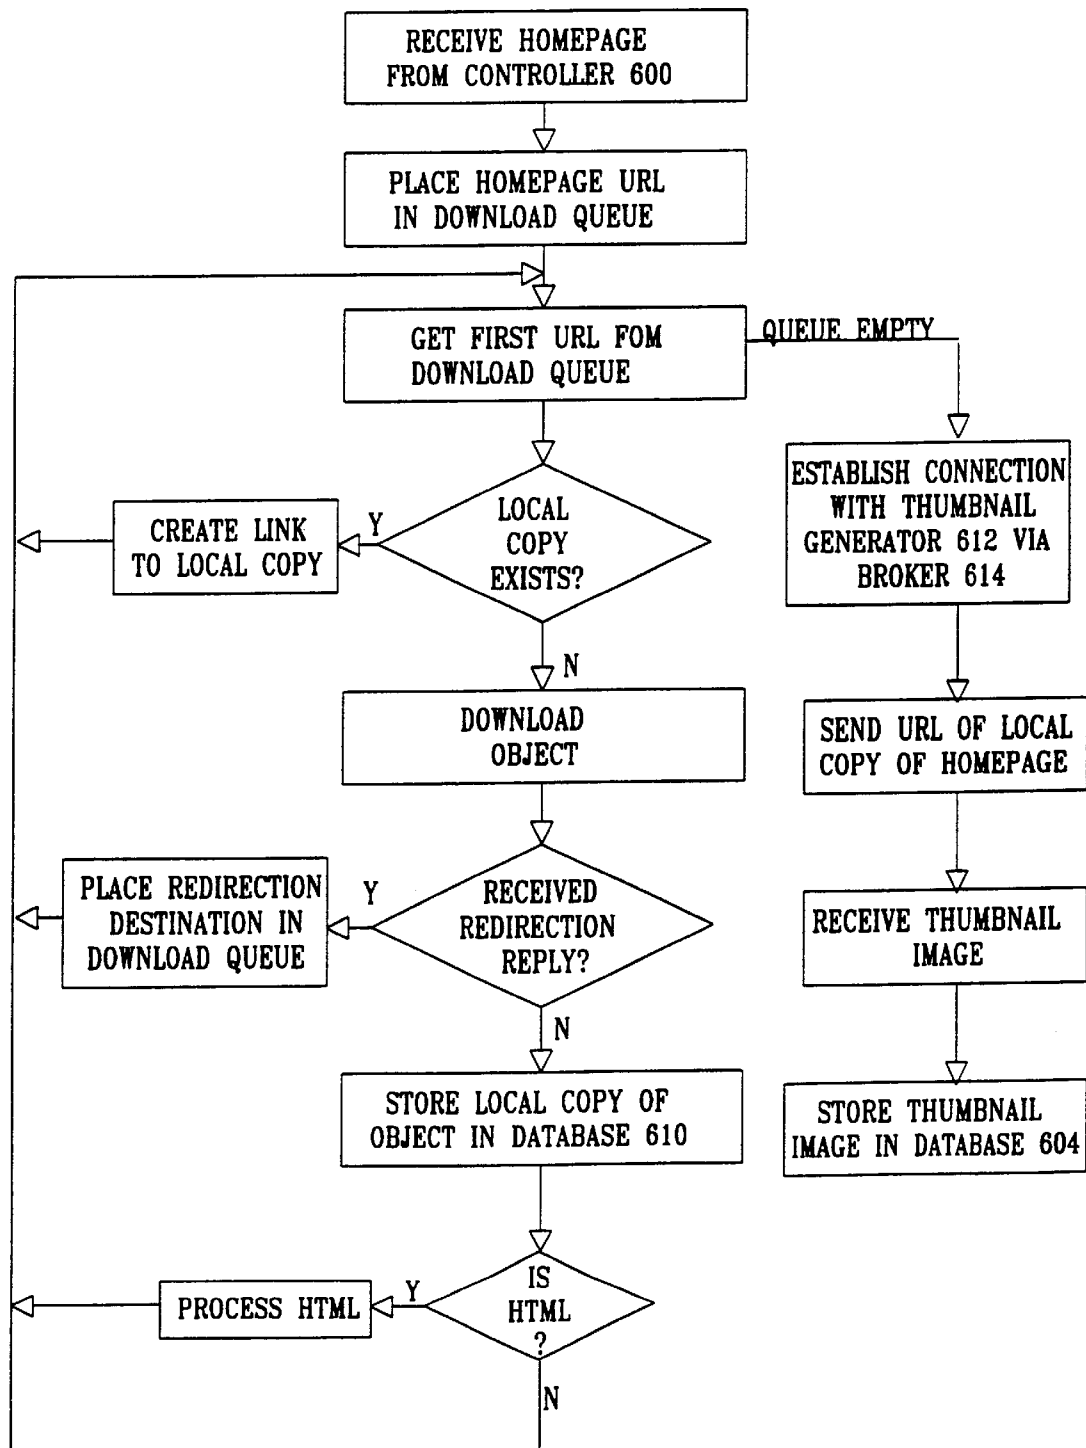 RECEIVE HOMEPAGE
FROM CONTROLLER 600
PLACE HOMEPAGE URL
IN DOWNLOAD QUEUE
GET FIRST URL FOM
DOWNLOAD QUEUE
QUEUE EMPTY
ESTABLISH CONNECTION
WITH THUMBNAIL
GENERATOR 612 VIA
BROKER 614
LOCAL
COPY
EXISTS?
Y
CREATE LINK
TO LOCAL COPY
N
DOWNLOAD
OBJECT
SEND URL OF LOCAL
COPY OF HOMEPAGE
RECEIVED
REDIRECTION
REPLY?
Y
PLACE REDIRECTION
DESTINATION IN
DOWNLOAD QUEUE
RECEIVE THUMBNAIL
IMAGE
N
STORE LOCAL COPY OF
OBJECT IN DATABASE 610
STORE THUMBNAIL
IMAGE IN DATABASE 604
IS
HTML
?
Y
PROCESS HTML
N